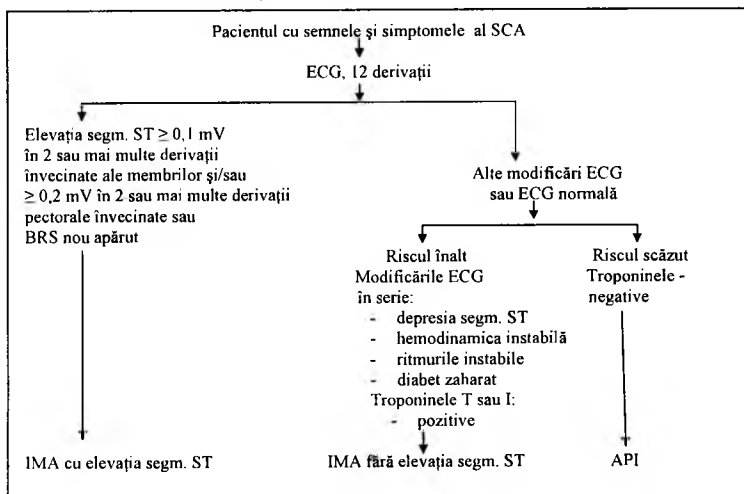 Pacientul cu semnele şi simptomele al SCA
ECG, 12 derivaţii
Elevaţia segm. ST ≥ 0,1 mV
în 2 sau mai multe derivaţii
învecinate ale membrilor şi/sau
≥ 0,2 mV în 2 sau mai multe derivaţii
pectorale învecinate sau
BRS nou apărut
Alte modificări ECG
sau ECG normală
Riscul înalt
Modificările ECG
în serie:
- depresia segm. ST
- hemodinamica instabilă
- ritmurile instabile
- diabet zaharat
Troponinele T sau I:
- pozitive
Riscul scăzut
Troponinele -
negative
IMA cu elevaţia segm. ST
IMA fără elevaţia segm. ST
API